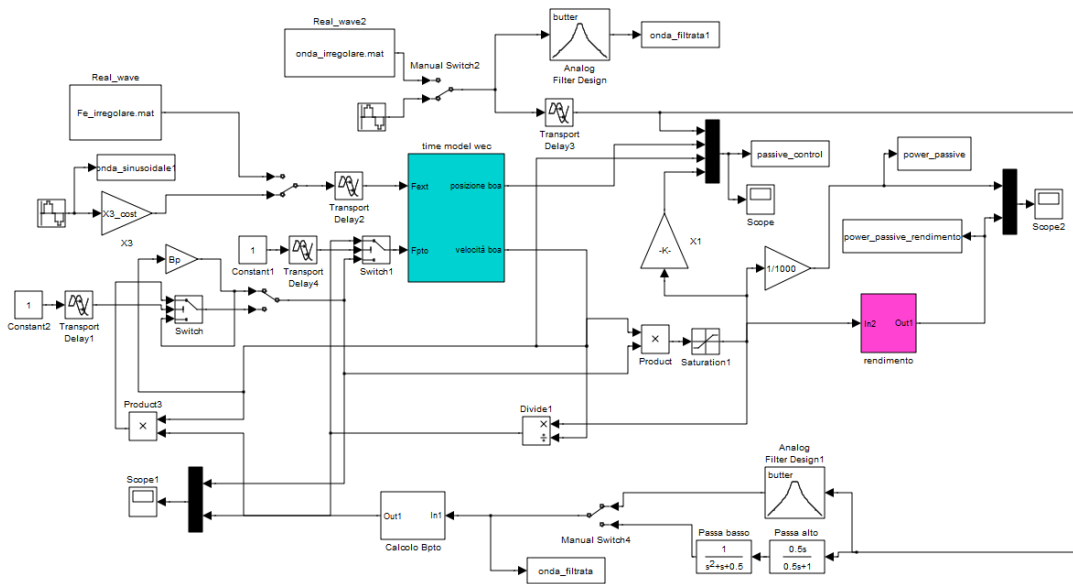 Real_wave2
onda_irregolare.mat
Manual Switch2
butter
Analog
Filter Design
onda_filtrata1
Real_wave
Fe_irregolare.mat
Transport
Delay3
time model wec
onda_sinusoidale1
X3_cost
X3
Transport
Delay2
Fext
posizione boa
Fpto
velocità boa
passive_control
Scope
power_passive
Scope2
power_passive_rendimento
X1
-K-
1/1000
Bp
1
Constant1
Transport
Delay4
Switch1
1
Constant2
Transport
Delay1
Switch
×
Product
Saturation1
In2
Out1
rendimento
Product3
×
Divide1
×
÷
Scope1
Out1
In1
Calcolo Bpto
Manual Switch4
Analog
Filter Design1
butter
Passa basso
1
s²+s+0.5
Passa alto
0.5s
0.5s+1
onda_filtrata